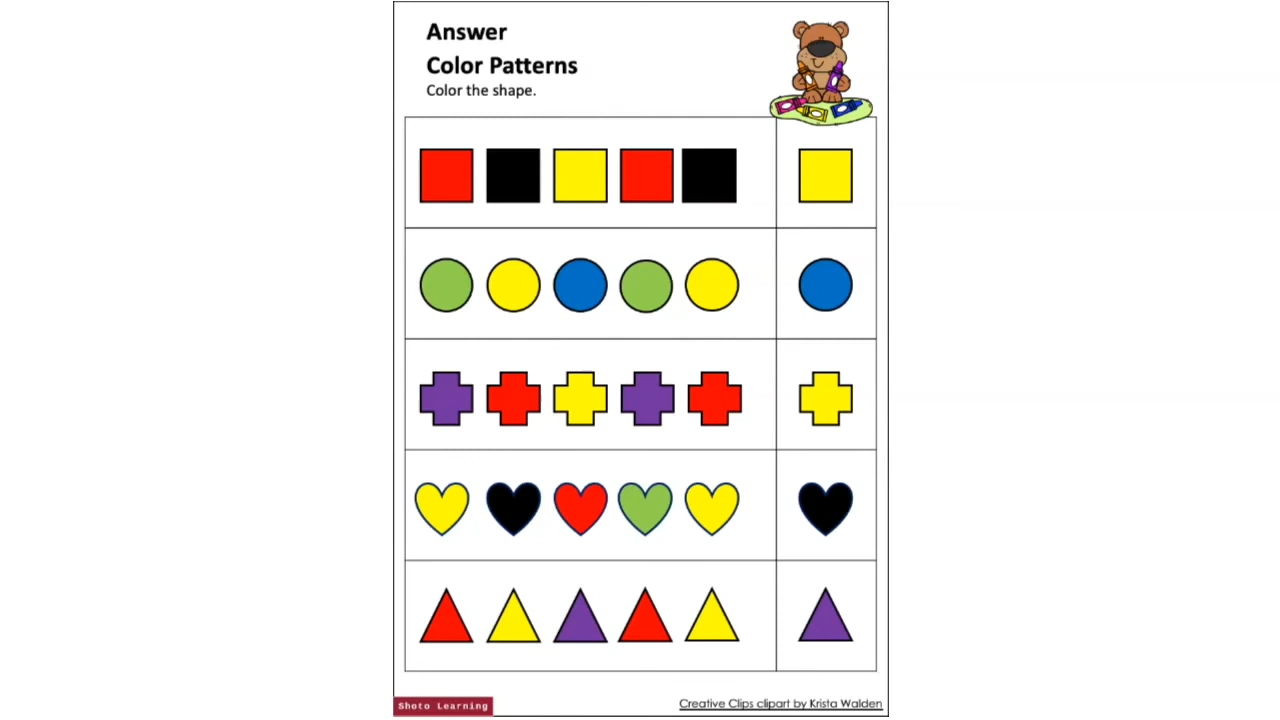 Answer
Color Patterns
Color the shape.
Shoto Learning
Creative Clips clipart by Krista Walden